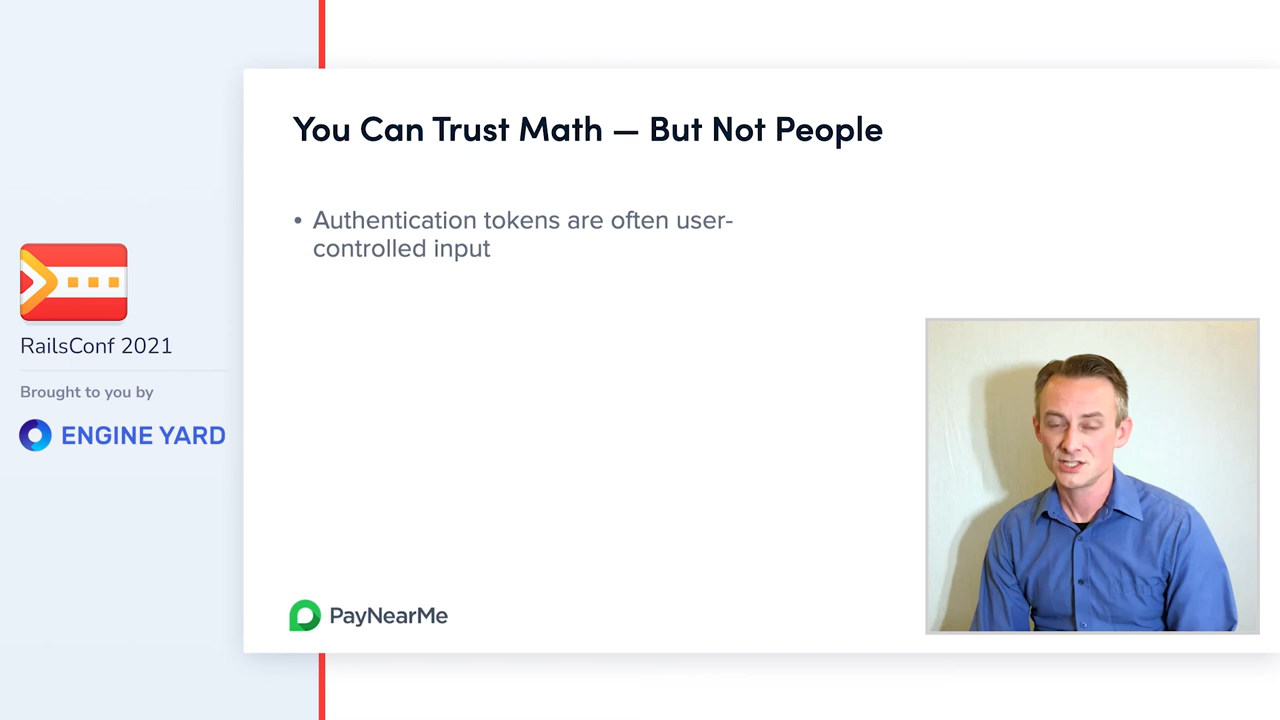 You Can Trust Math — But Not People
• Authentication tokens are often user-
controlled input
RailsConf 2021
Brought to you by
ENGINE YARD
PayNearMe